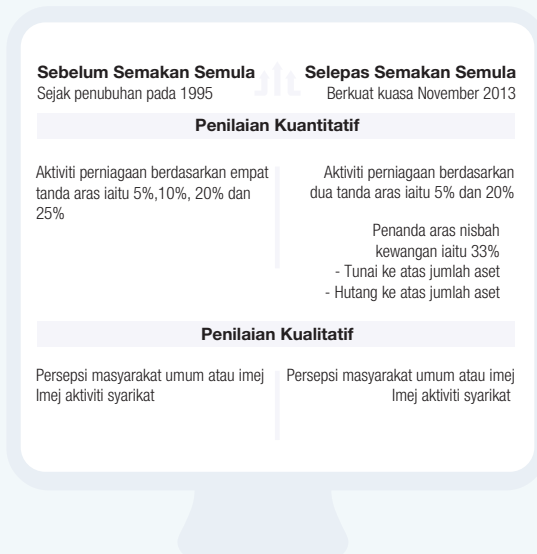 Sebelum Semakan Semula
Sejak penubuhan pada 1995
Selepas Semakan Semula
Berkuat kuasa November 2013
Penilaian Kuantitatif
Aktiviti perniagaan berdasarkan empat
tanda aras iaitu 5%,10%, 20% dan
25%
Aktiviti perniagaan berdasarkan
dua tanda aras iaitu 5% dan 20%
Penanda aras nisbah
kewangan iaitu 33%
- Tunai ke atas jumlah aset
- Hutang ke atas jumlah aset
Penilaian Kualitatif
Persepsi masyarakat umum atau imej
Imej aktiviti syarikat
Persepsi masyarakat umum atau imej
Imej aktiviti syarikat